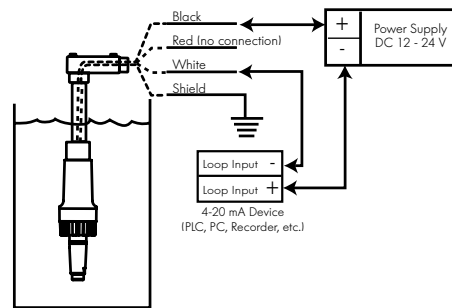 Black
Red (no connection)
White
Shield
+
-
Power Supply
DC 12 - 24 V
Loop Input -
Loop Input +
4-20 mA Device
(PLC, PC, Recorder, etc.)